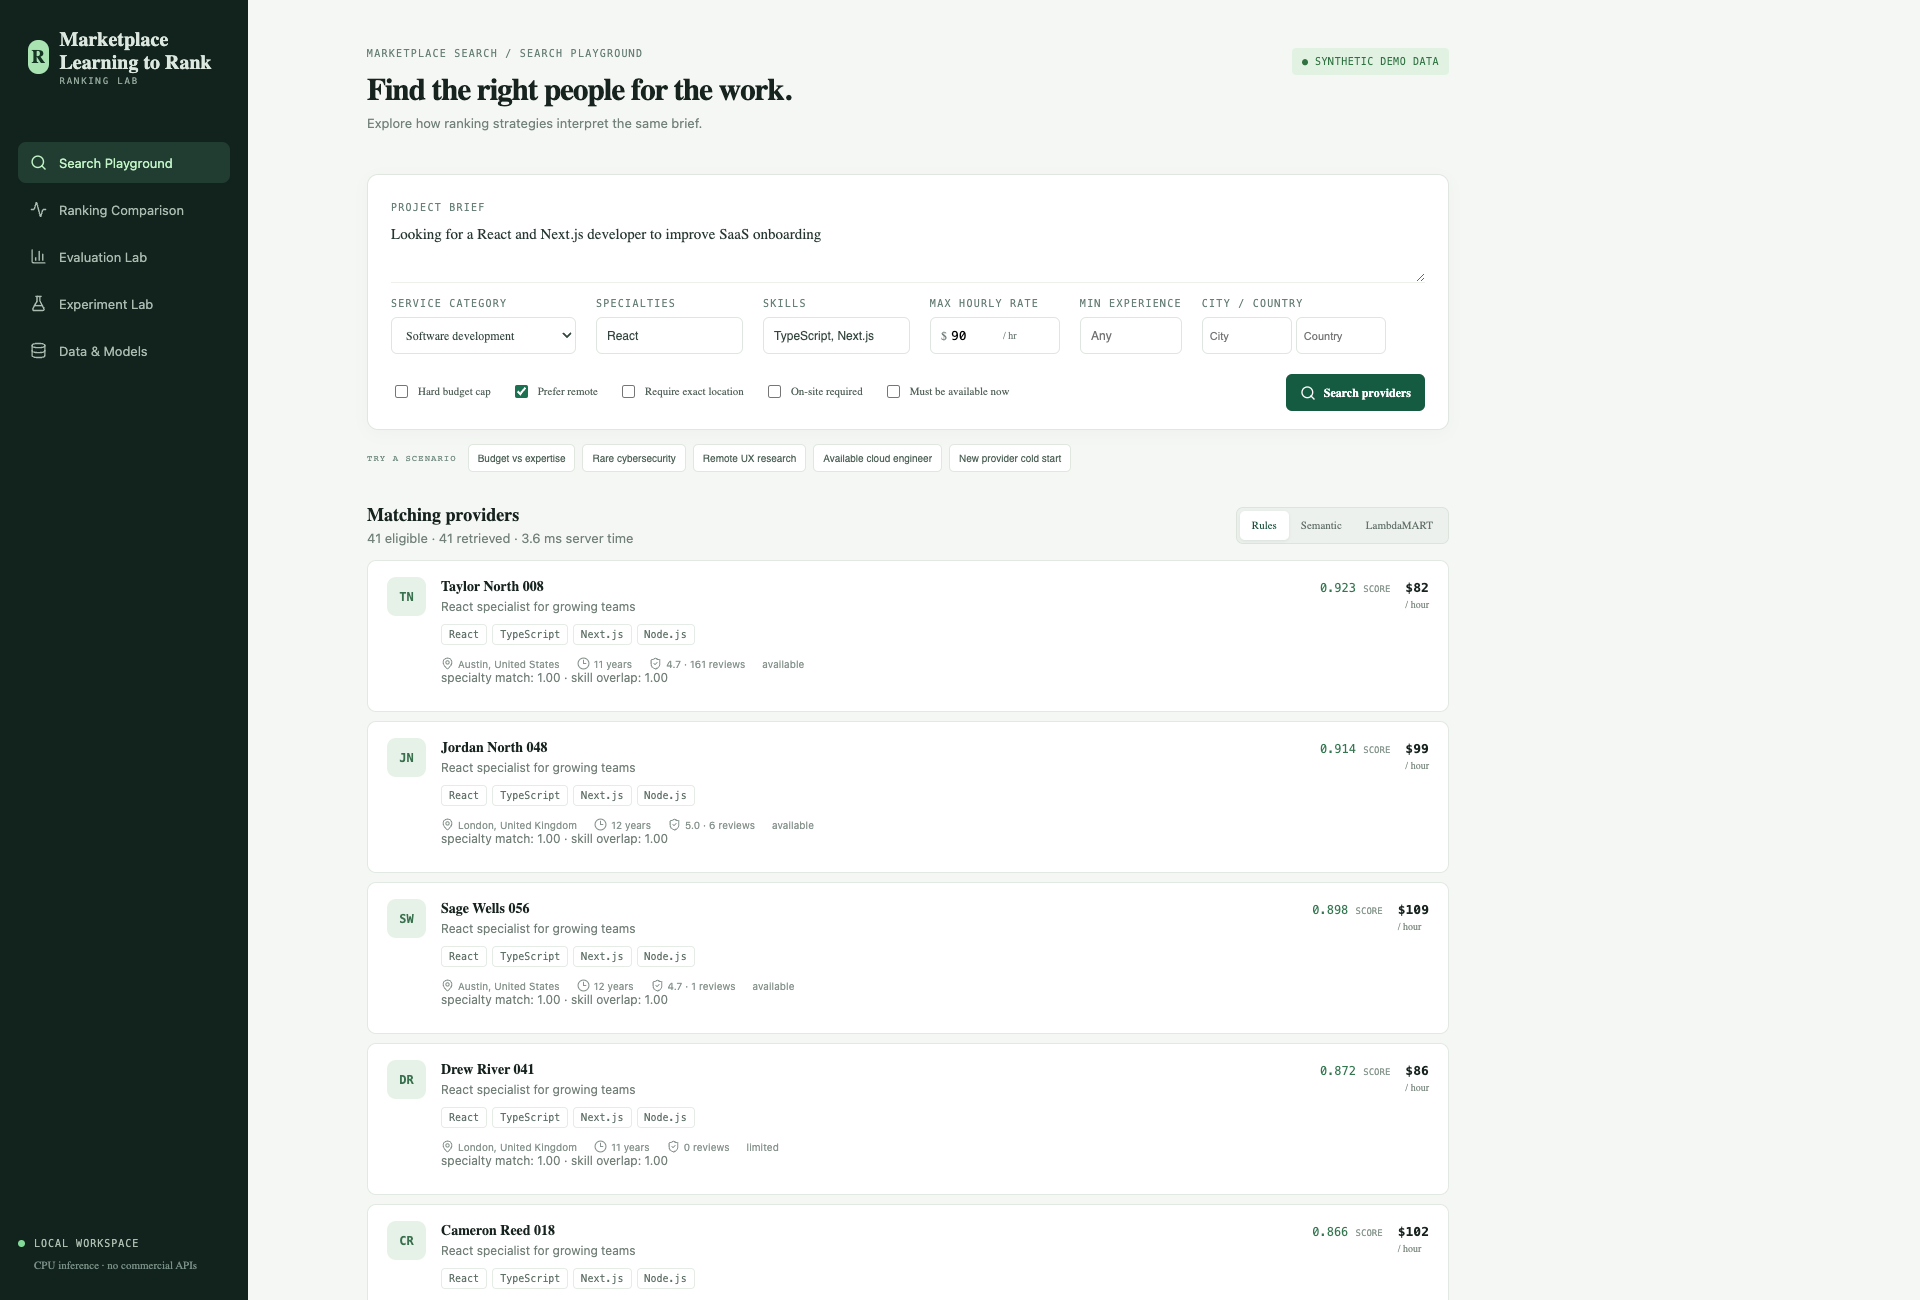 R
Marketplace
Learning to Rank
RANKING LAB
Search Playground
Ranking Comparison
Evaluation Lab
Experiment Lab
Data & Models
LOCAL WORKSPACE
CPU inference · no commercial APIs
MARKETPLACE SEARCH / SEARCH PLAYGROUND
Find the right people for the work.
Explore how ranking strategies interpret the same brief.
SYNTHETIC DEMO DATA
PROJECT BRIEF
Looking for a React and Next.js developer to improve SaaS onboarding
SERVICE CATEGORY SPECIALTIES SKILLS MAX HOURLY RATE MIN EXPERIENCE CITY / COUNTRY
Software development React TypeScript, Next.js $ 90 / hr Any City Country
Hard budget cap Prefer remote Require exact location On-site required Must be available now Search providers
TRY A SCENARIO Budget vs expertise Rare cybersecurity Remote UX research Available cloud engineer New provider cold start
Matching providers
41 eligible · 41 retrieved · 3.6 ms server time
Rules Semantic LambdaMART
TN Taylor North 008 0.923 SCORE $82
React specialist for growing teams / hour
React TypeScript Next.js Node.js
Austin, United States 11 years 4.7 · 161 reviews available
specialty match: 1.00 · skill overlap: 1.00
JN Jordan North 048 0.914 SCORE $99
React specialist for growing teams / hour
React TypeScript Next.js Node.js
London, United Kingdom 12 years 5.0 · 6 reviews available
specialty match: 1.00 · skill overlap: 1.00
SW Sage Wells 056 0.898 SCORE $109
React specialist for growing teams / hour
React TypeScript Next.js Node.js
Austin, United States 12 years 4.7 · 1 reviews available
specialty match: 1.00 · skill overlap: 1.00
DR Drew River 041 0.872 SCORE $86
React specialist for growing teams / hour
React TypeScript Next.js Node.js
London, United Kingdom 11 years 0 reviews limited
specialty match: 1.00 · skill overlap: 1.00
CR Cameron Reed 018 0.866 SCORE $102
React specialist for growing teams / hour
React TypeScript Next.js Node.js